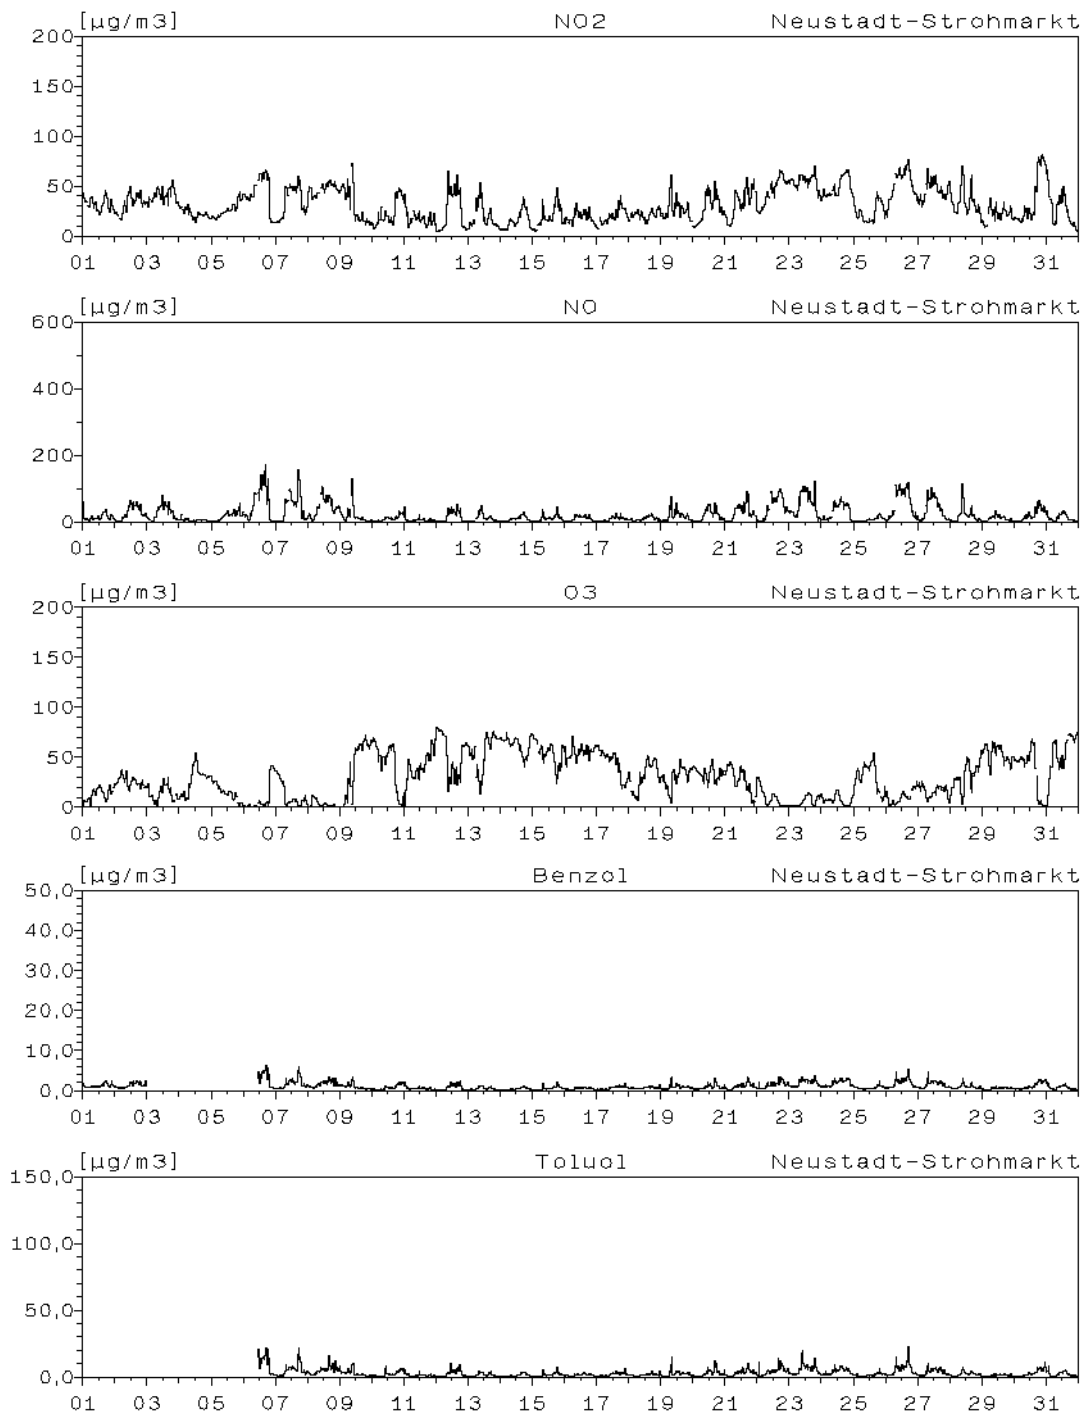 [µg/m3] NO2 Neustadt-Strohmarkt
200
150
100
50
0
01 03 05 07 09 11 13 15 17 19 21 23 25 27 29 31
[µg/m3] NO Neustadt-Strohmarkt
600
400
200
0
01 03 05 07 09 11 13 15 17 19 21 23 25 27 29 31
[µg/m3] O3 Neustadt-Strohmarkt
200
150
100
50
0
01 03 05 07 09 11 13 15 17 19 21 23 25 27 29 31
[µg/m3] Benzol Neustadt-Strohmarkt
50,0
40,0
30,0
20,0
10,0
0,0
01 03 05 07 09 11 13 15 17 19 21 23 25 27 29 31
[µg/m3] Toluol Neustadt-Strohmarkt
150,0
100,0
50,0
0,0
01 03 05 07 09 11 13 15 17 19 21 23 25 27 29 31